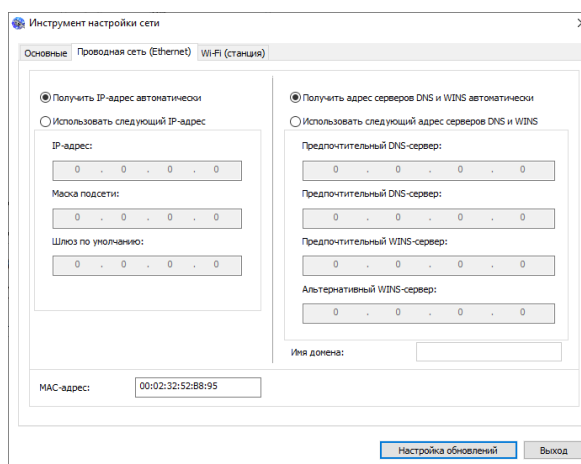 Инструмент настройки сети
Основные Проводная сеть (Ethernet) Wi-Fi (станция)
Получить IP-адрес автоматически
Использовать следующий IP-адрес
IP-адрес:
0 . 0 . 0 . 0
Маска подсети:
0 . 0 . 0 . 0
Шлюз по умолчанию:
0 . 0 . 0 . 0
Получить адрес серверов DNS и WINS автоматически
Использовать следующий адрес серверов DNS и WINS
Предпочтительный DNS-сервер:
0 . 0 . 0 . 0
Предпочтительный DNS-сервер:
0 . 0 . 0 . 0
Предпочтительный WINS-сервер:
0 . 0 . 0 . 0
Альтернативный WINS-сервер:
0 . 0 . 0 . 0
Имя домена:
MAC-адрес: 00:02:32:52:B8:95
Настройка обновлений Выход